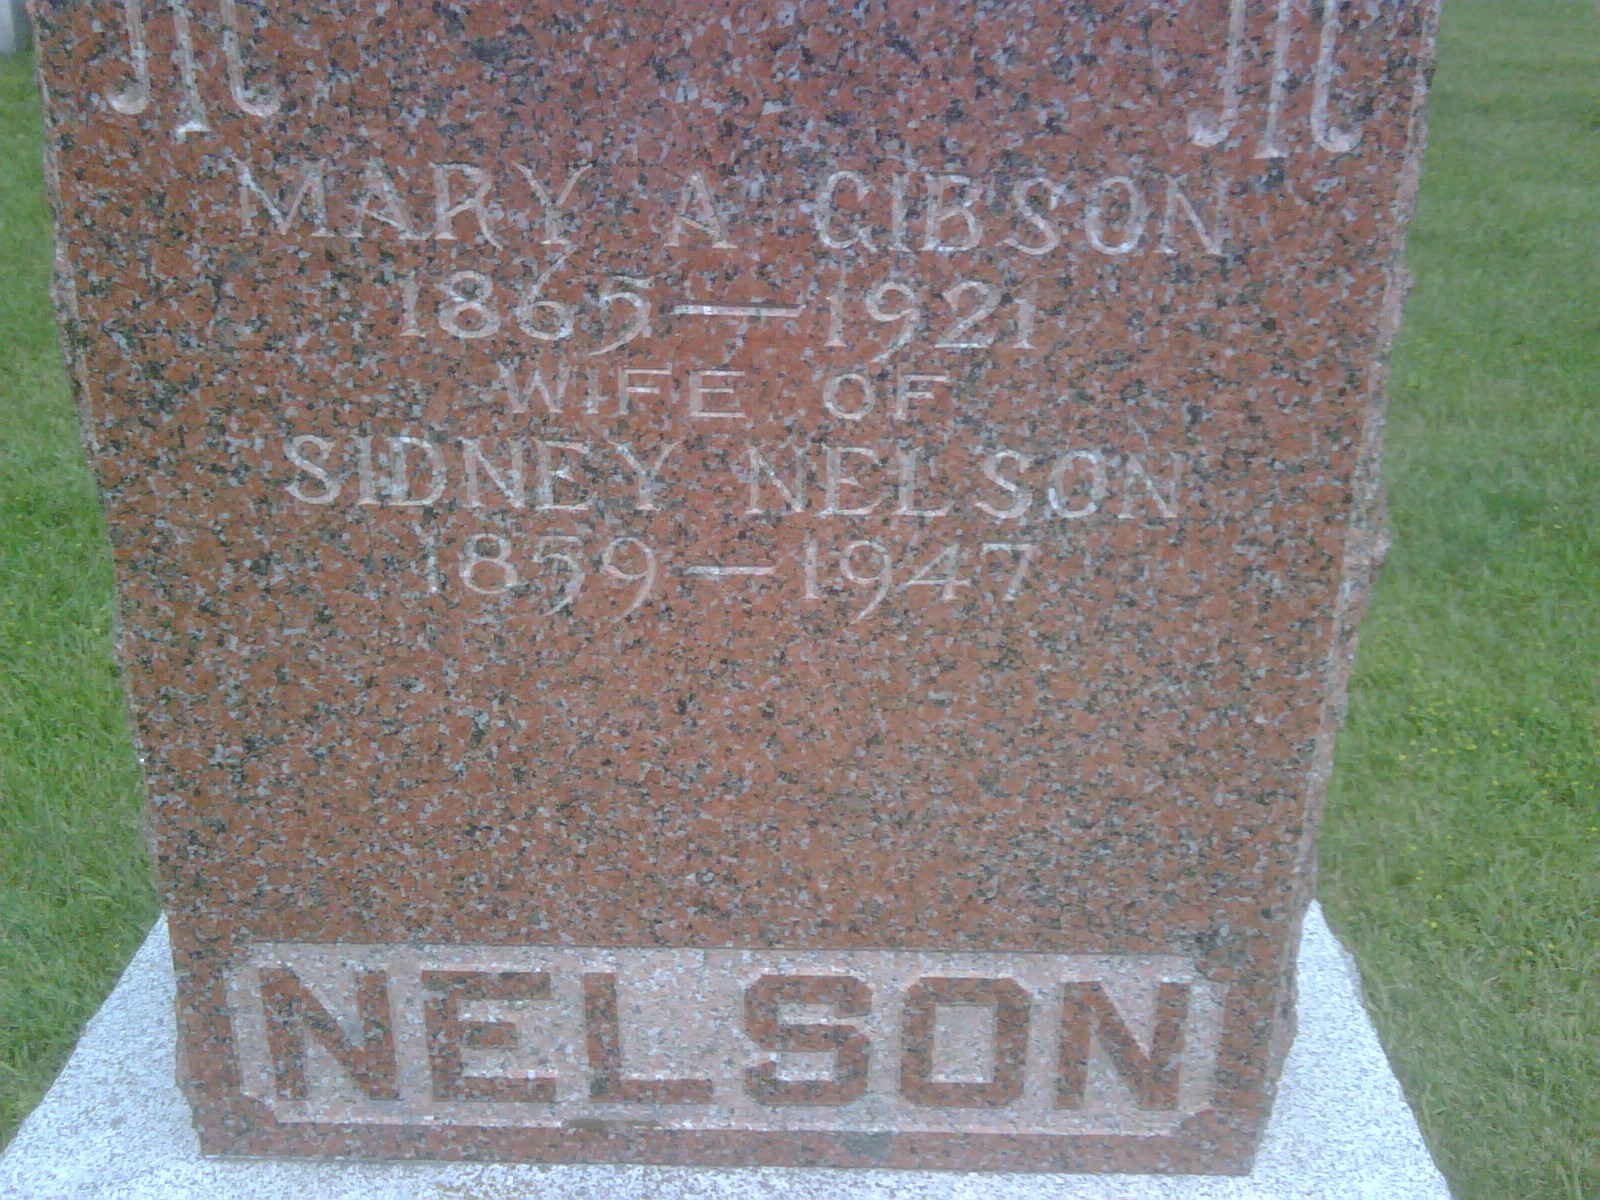 MARY A GIBSON
1865—1921
WIFE OF
SIDNEY NELSON
1859—1947
NELSON